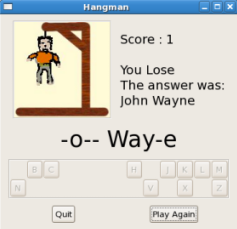 Hangman
Score : 1
You Lose
The answer was:
John Wayne
-o-- Way-e
B C H J K L M
N V X Z
Quit Play Again